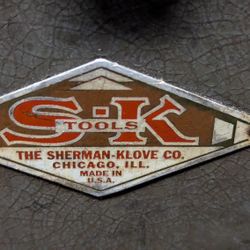 S-K
TOOLS
THE SHERMAN-KLOVE CO.
CHICAGO, ILL.
MADE IN
U.S.A.